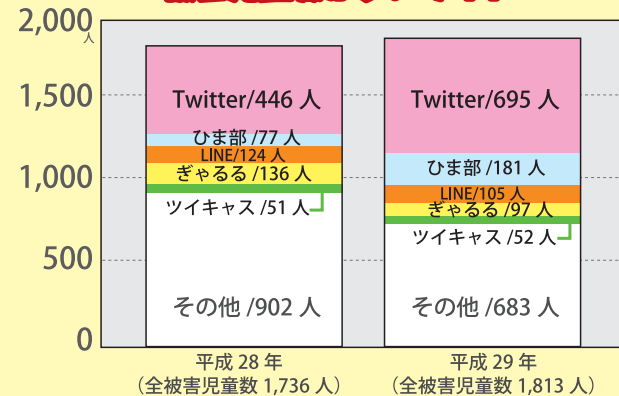 2,000
人
1,500
1,000
500
0
Twitter/446 人
ひま部 /77 人
LINE/124 人
ぎゃるる /136 人
ツイキャス /51 人
その他 /902 人
Twitter/695 人
ひま部 /181 人
LINE/105 人
ぎゃるる /97 人
ツイキャス /52 人
その他 /683 人
平成 28 年
（全被害児童数 1,736 人）
平成 29 年
（全被害児童数 1,813 人）